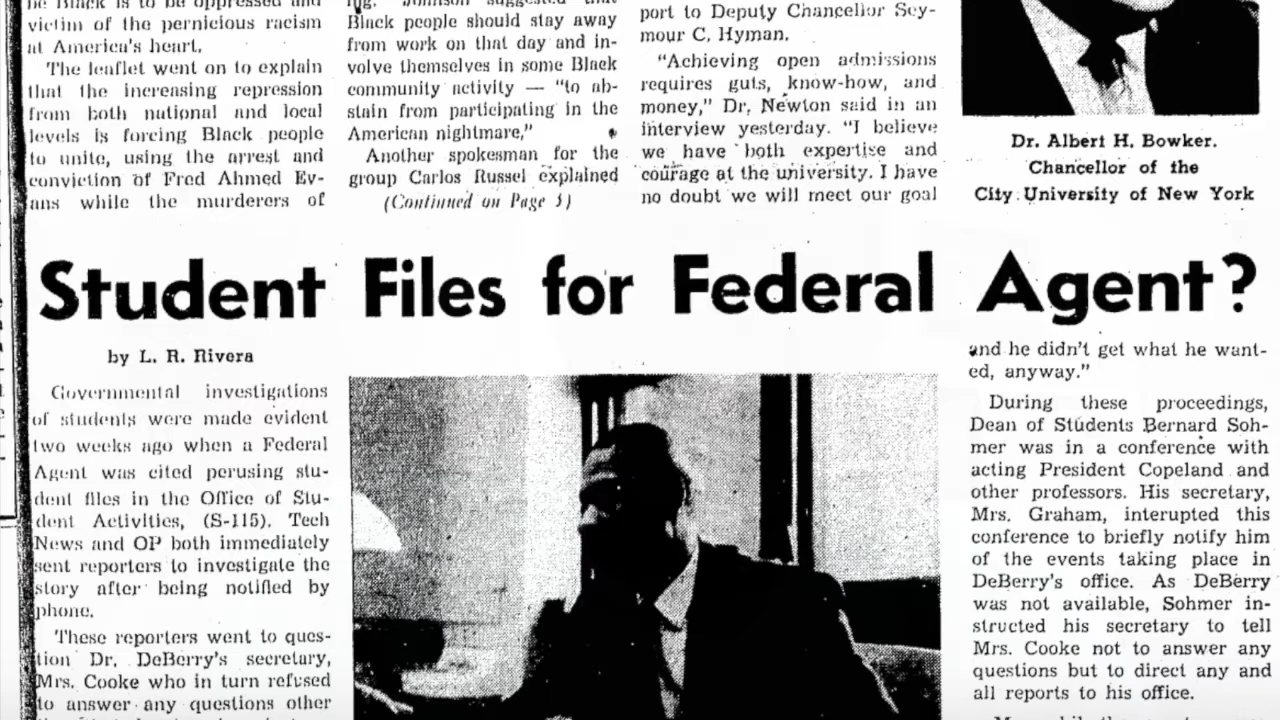 be Black is to be oppressed and
victim of the pernicious racism
at America's heart.
The leaflet went on to explain
that the increasing repression
from both national and local
levels is forcing Black people
to unite, using the arrest and
conviction of Fred Ahmed Ev-
ans while the murderers of
ing. Johnson suggested that
Black people should stay away
from work on that day and in-
volve themselves in some Black
community activity — "to ab-
stain from participating in the
American nightmare,"
Another spokesman for the
group Carlos Russel explained
(Continued on Page 3)
port to Deputy Chancellor Sey-
mour C. Hyman.
"Achieving open admissions
requires guts, know-how, and
money," Dr. Newton said in an
interview yesterday. "I believe
we have both expertise and
courage at the university. I have
no doubt we will meet our goal
Dr. Albert H. Bowker.
Chancellor of the
City University of New York
Student Files for Federal Agent?
by L. R. Rivera
Governmental investigations
of students were made evident
two weeks ago when a Federal
Agent was cited perusing stu-
dent files in the Office of Stu-
dent Activities, (S-115). Tech
News and OP both immediately
sent reporters to investigate the
story after being notified by
phone.
These reporters went to ques-
tion Dr. DeBerry's secretary,
Mrs. Cooke who in turn refused
to answer any questions other
and he didn't get what he want-
ed, anyway."
During these proceedings,
Dean of Students Bernard Soh-
mer was in a conference with
acting President Copeland and
other professors. His secretary,
Mrs. Graham, interupted this
conference to briefly notify him
of the events taking place in
DeBerry's office. As DeBerry
was not available, Sohmer in-
structed his secretary to tell
Mrs. Cooke not to answer any
questions but to direct any and
all reports to his office.